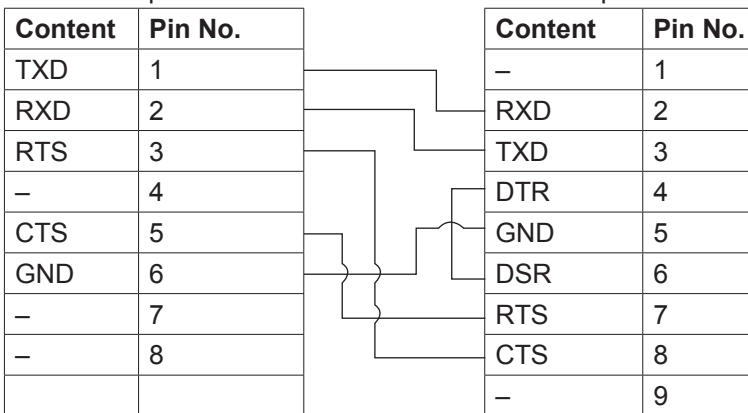 Content Pin No. Content Pin No.
TXD 1 – 1
RXD 2 RXD 2
RTS 3 TXD 3
– 4 DTR 4
CTS 5 GND 5
GND 6 DSR 6
– 7 RTS 7
– 8 CTS 8
– 9